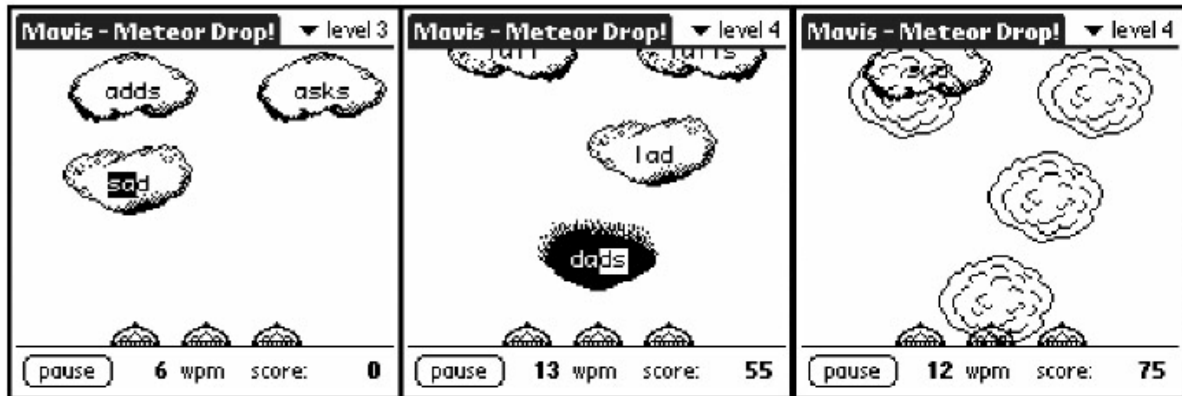 Mavis - Meteor Drop! level 3
adds asks
sad
pause 6 wpm score: 0
Mavis - Meteor Drop! level 4
lad
dads
pause 13 wpm score: 55
Mavis - Meteor Drop! level 4
pause 12 wpm score: 75